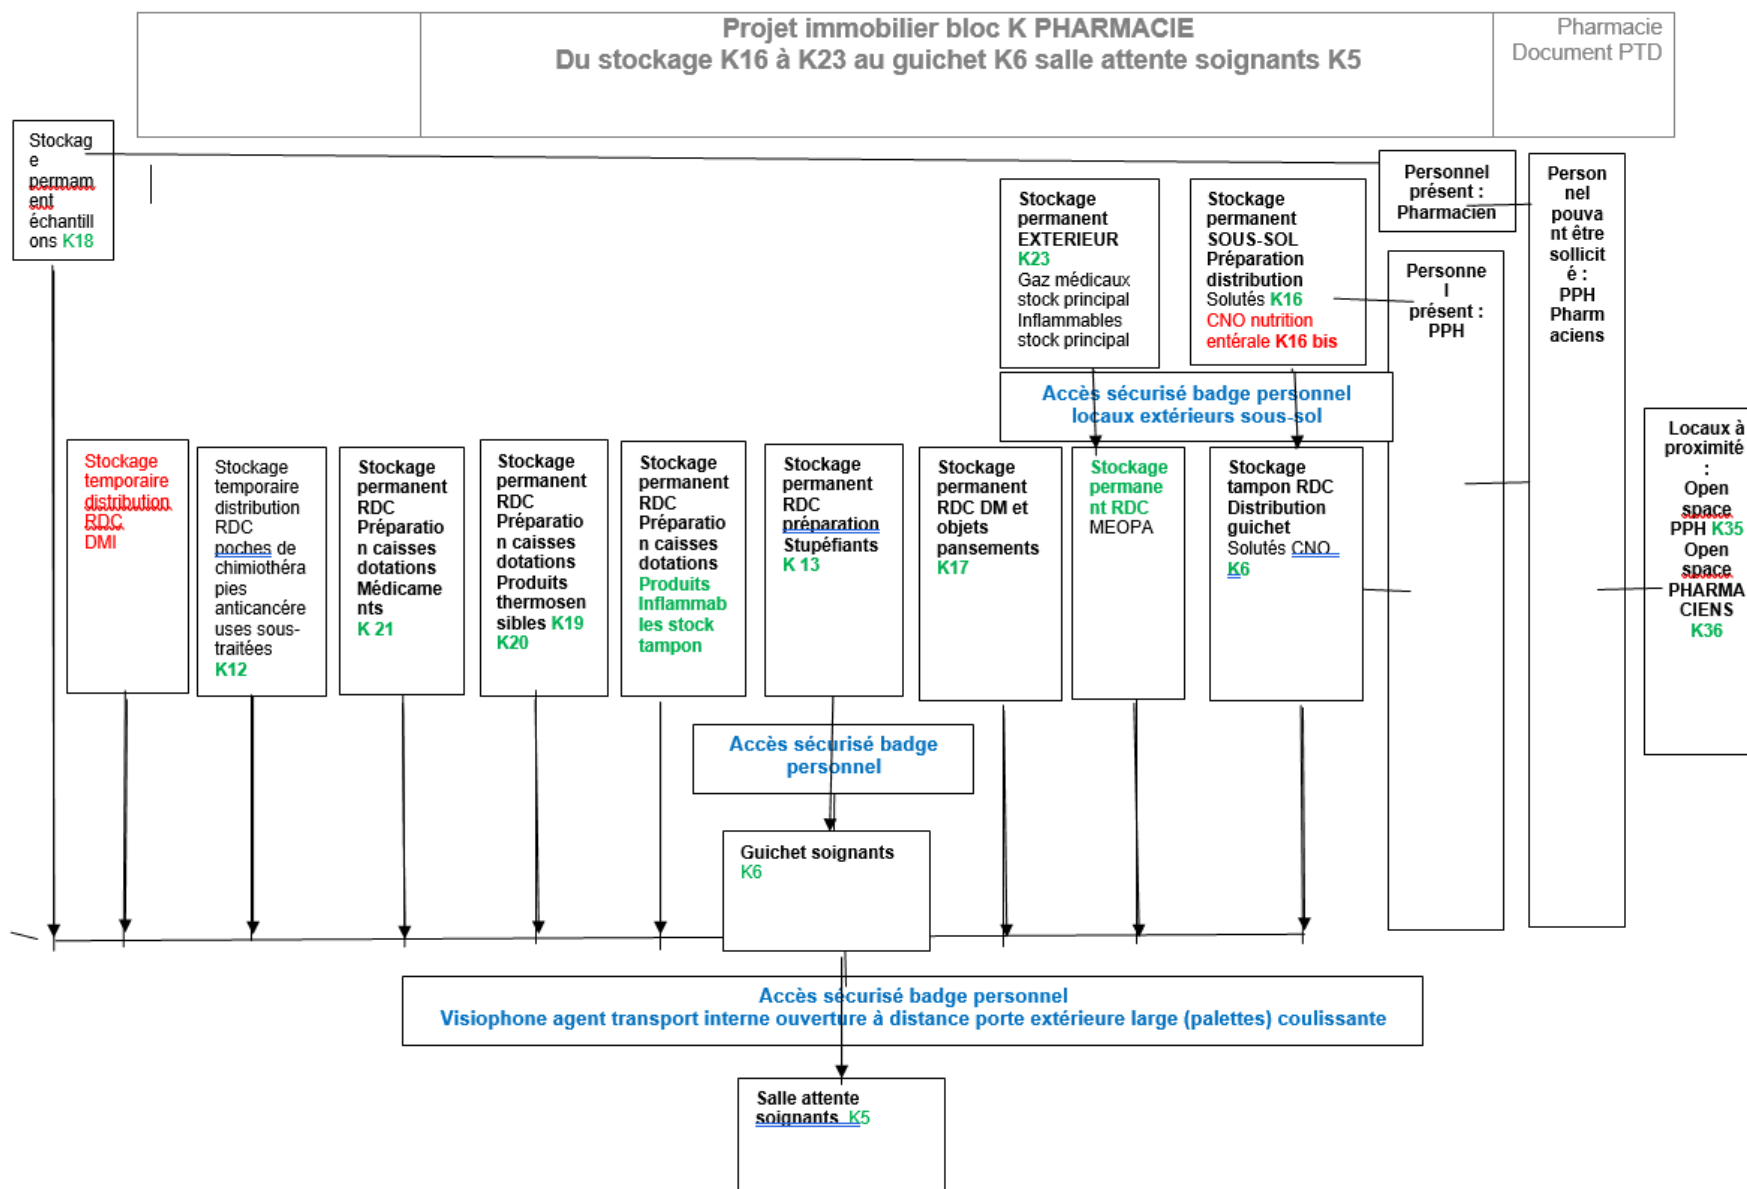 Projet immobilier bloc K PHARMACIE
Du stockage K16 à K23 au guichet K6 salle attente soignants K5
Pharmacie
Document PTD
Stockag
e
permam
ent
échantill
ons K18
Stockage
permanent
EXTERIEUR
K23
Gaz médicaux
stock principal
Inflammables
stock principal
Stockage
permanent
SOUS-SOL
Préparation
distribution
Solutés K16
CNO nutrition
entérale K16 bis
Personnel
présent :
Pharmacien
Personne
l
présent :
PPH
Person
nel
pouva
nt être
sollicit
é :
PPH
Pharm
aciens
Accès sécurisé badge personnel
locaux extérieurs sous-sol
Locaux à
proximité
:
Open
space
PPH K35
Open
space
PHARMA
CIENS
K36
Stockage
temporaire
distribution
RDC
DMI
Stockage
temporaire
distribution
RDC
poches de
chimiothéra
pies
anticancére
uses sous-
traitées
K12
Stockage
permanent
RDC
Préparatio
n caisses
dotations
Médicame
nts
K 21
Stockage
permanent
RDC
Préparatio
n caisses
dotations
Produits
thermosen
sibles K19
K20
Stockage
permanent
RDC
Préparatio
n caisses
dotations
Produits
Inflammab
les stock
tampon
Stockage
permanent
RDC
préparation
Stupéfiants
K 13
Stockage
permanent
RDC DM et
objets
pansements
K17
Stockage
permane
nt RDC
MEOPA
Stockage
tampon RDC
Distribution
guichet
Solutés CNO
K6
Accès sécurisé badge
personnel
Guichet soignants
K6
Accès sécurisé badge personnel
Visiophone agent transport interne ouverture à distance porte extérieure large (palettes) coulissante
Salle attente
soignants K5